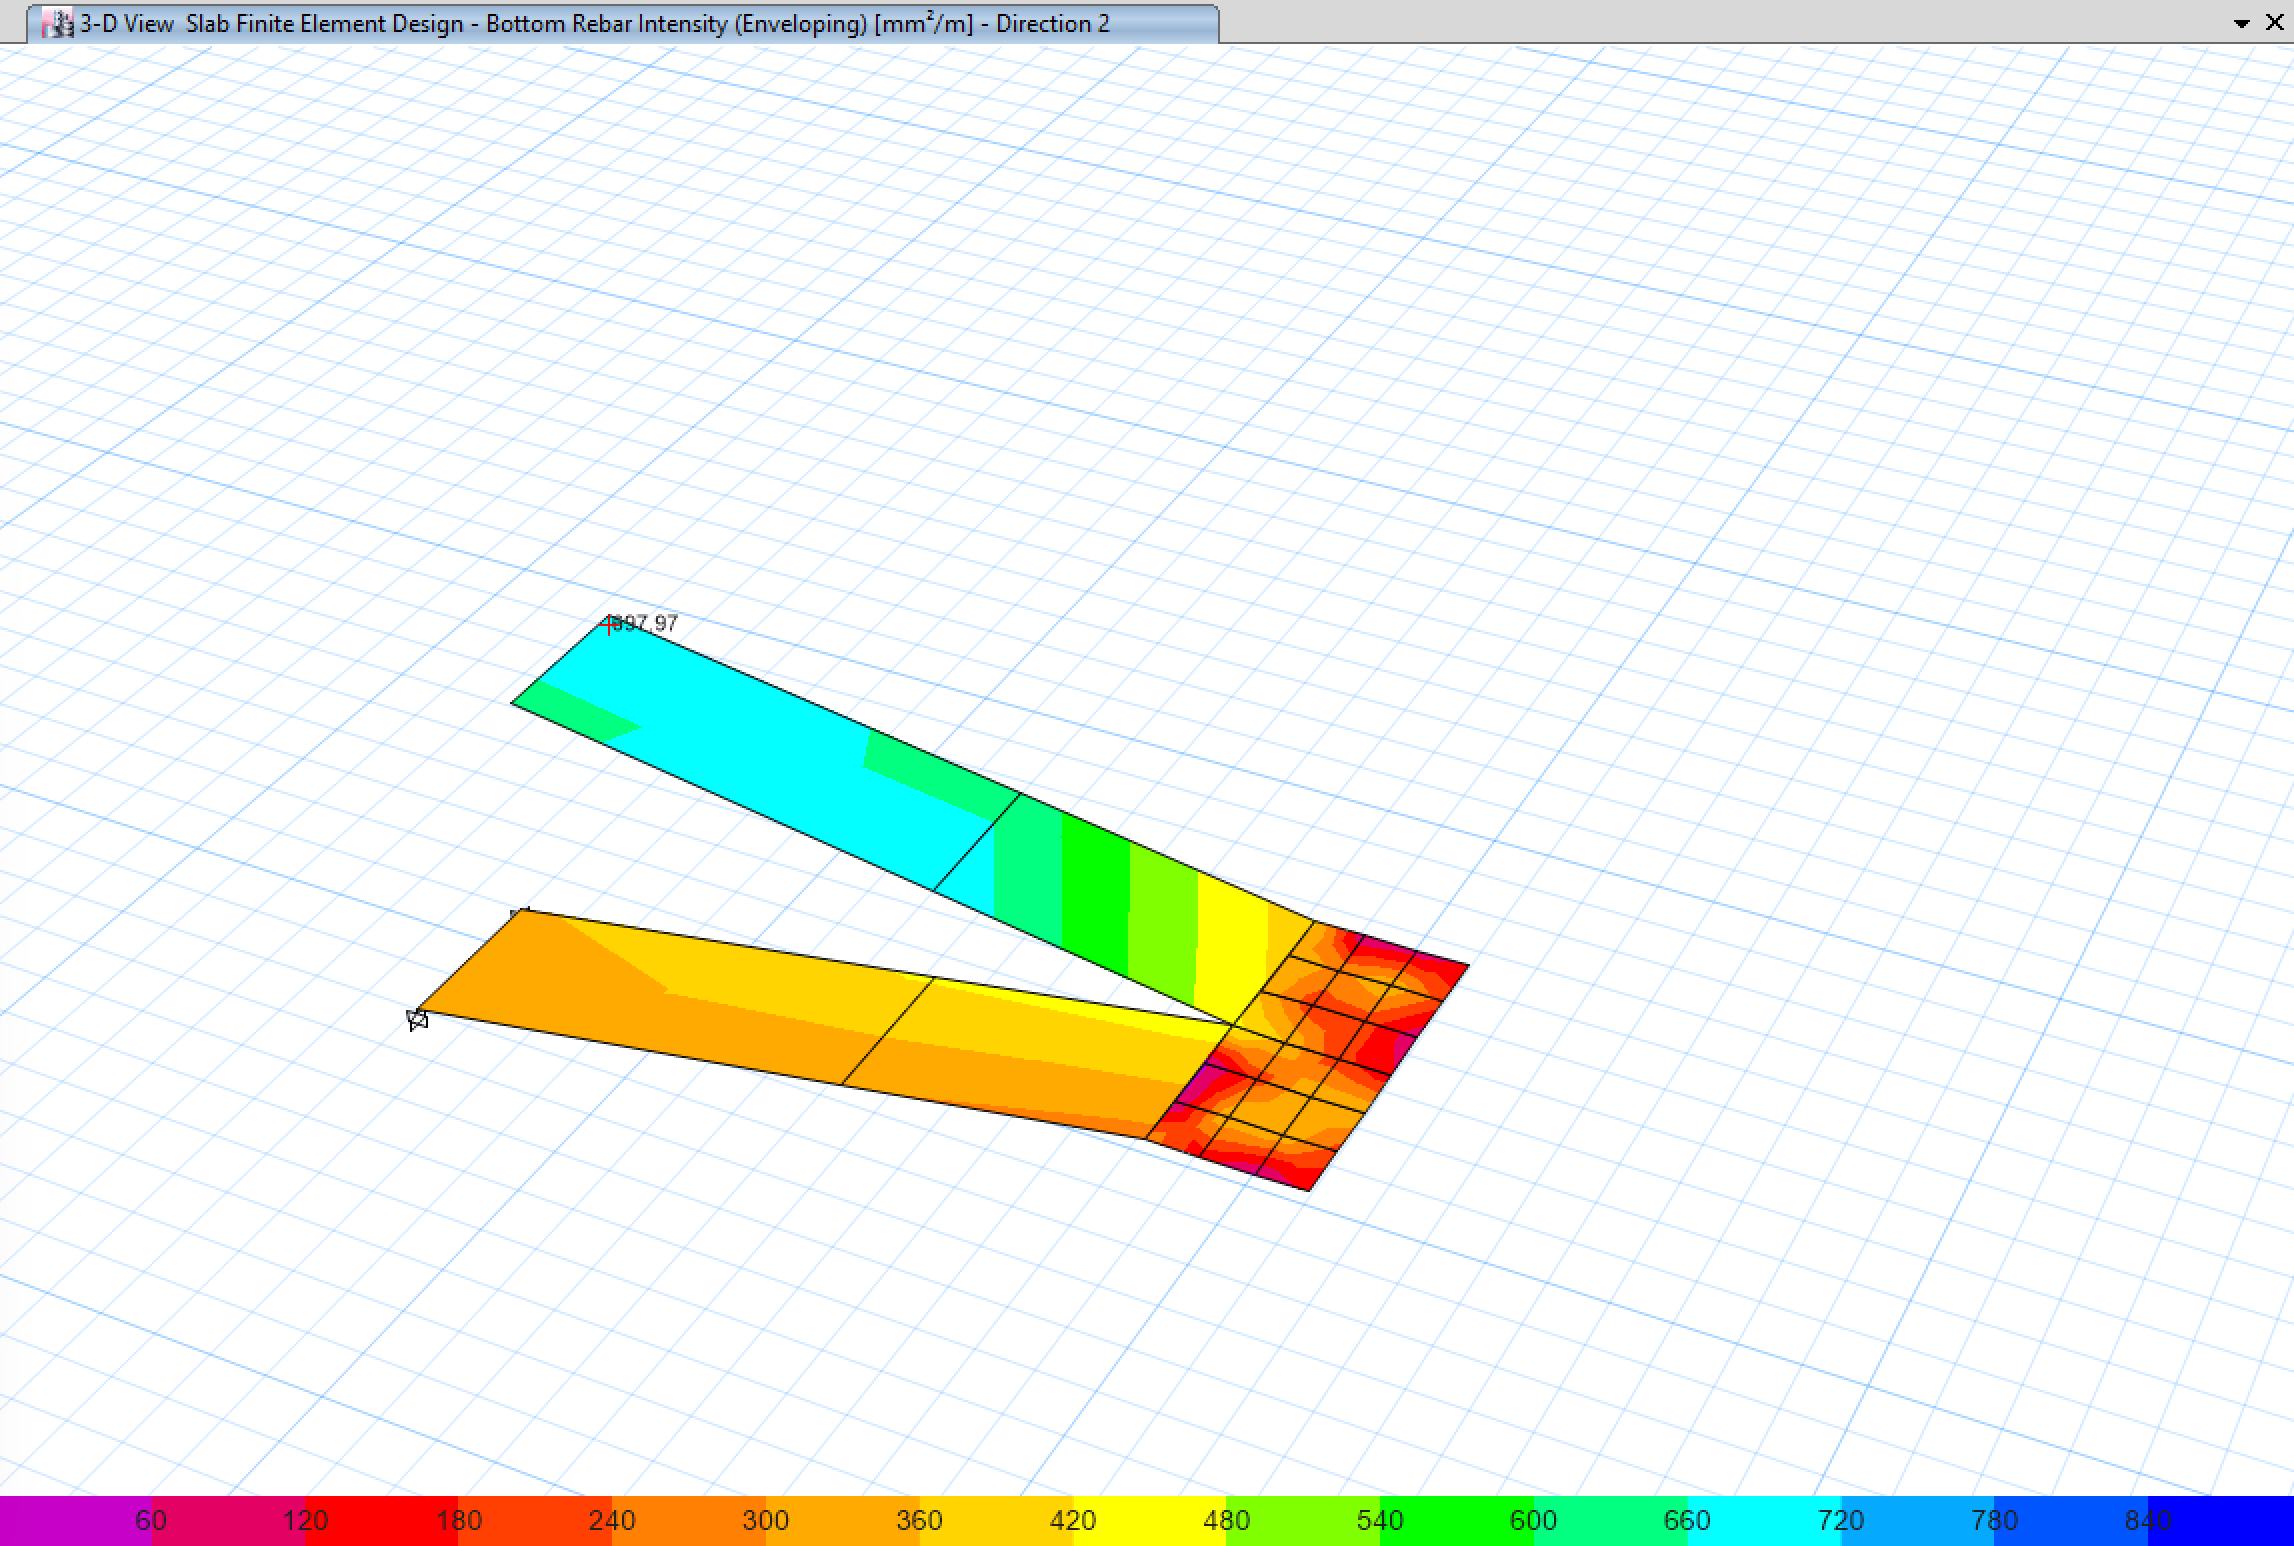 3-D View Slab Finite Element Design - Bottom Rebar Intensity (Enveloping) [mm²/m] - Direction 2
60 120 180 240 300 360 420 480 540 600 660 720 780 840